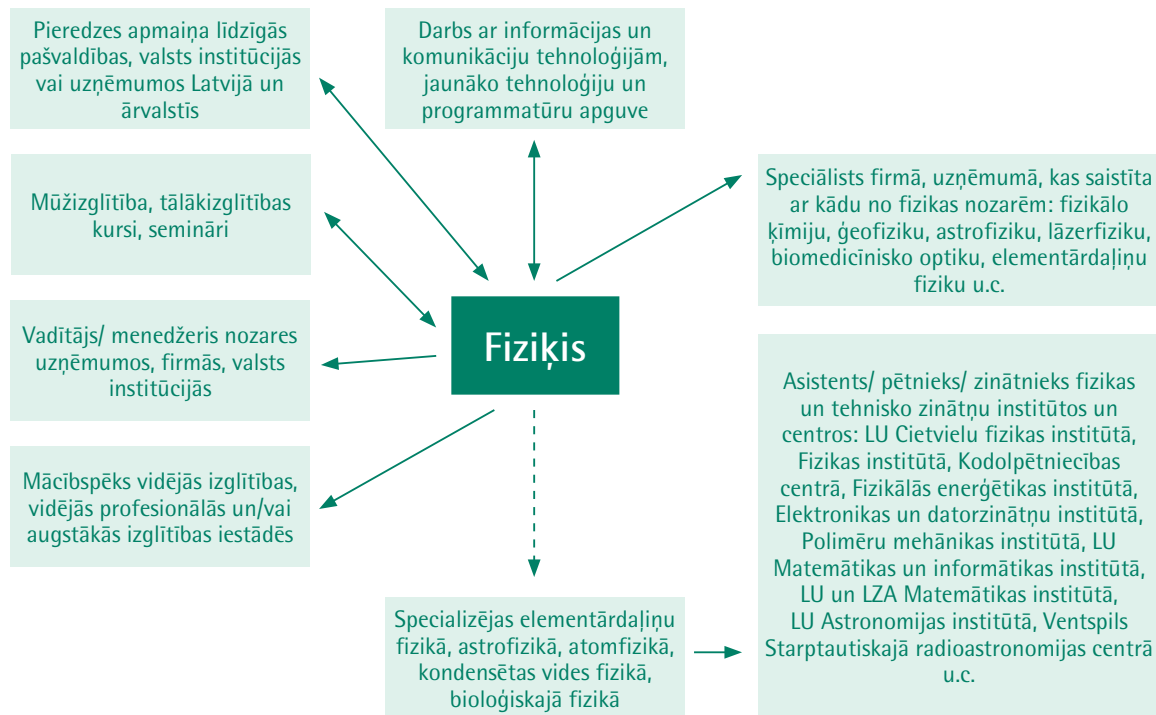 Pieredzes apmaiņa līdzīgās
pašvaldības, valsts institūcijās
vai uzņēmumos Latvijā un
ārvalstīs
Darbs ar informācijas un
komunikāciju tehnoloģijām,
jaunāko tehnoloģiju un
programmatūru apguve
Mūžizglītība, tālākizglītības
kursi, semināri
Speciālists firmā, uzņēmumā, kas saistīta
ar kādu no fizikas nozarēm: fizikālo
ķīmiju, ģeofiziku, astrofiziku, lāzerfiziku,
biomedicīnisko optiku, elementārdaļiņu
fiziku u.c.
Vadītājs/ menedžeris nozares
uzņēmumos, firmās, valsts
institūcijās
Fiziķis
Mācībspēks vidējās izglītības,
vidējās profesionālās un/vai
augstākās izglītības iestādēs
Asistents/ pētnieks/ zinātnieks fizikas
un tehnisko zinātņu institūtos un
centros: LU Cietvielu fizikas institūtā,
Fizikas institūtā, Kodolpētniecības
centrā, Fizikālās enerģētikas institūtā,
Elektronikas un datorzinātņu institūtā,
Polimēru mehānikas institūtā, LU
Matemātikas un informātikas institūtā,
LU un LZA Matemātikas institūtā,
LU Astronomijas institūtā, Ventspils
Starptautiskajā radioastronomijas centrā
u.c.
Specializējas elementārdaļiņu
fizikā, astrofizikā, atomfizikā,
kondensētas vides fizikā,
bioloģiskajā fizikā